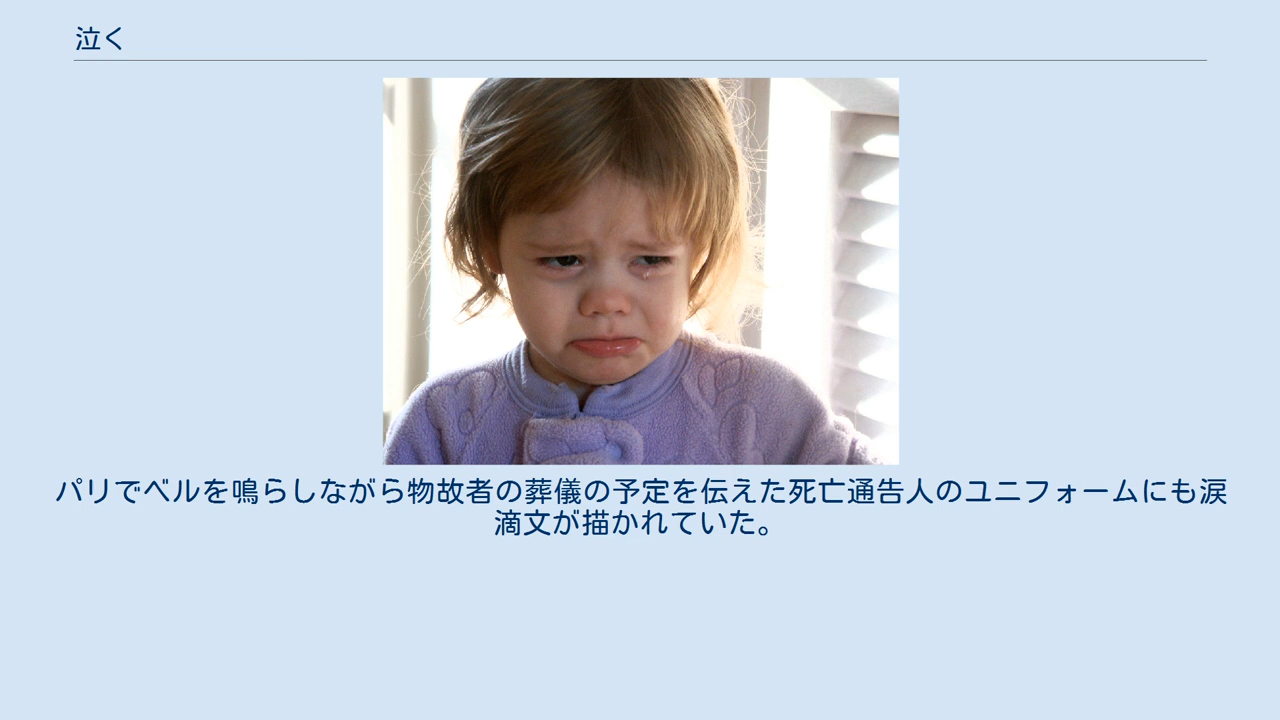 泣く
パリでベルを鳴らしながら物故者の葬儀の予定を伝えた死亡通告人のユニフォームにも涙
滴文が描かれていた。